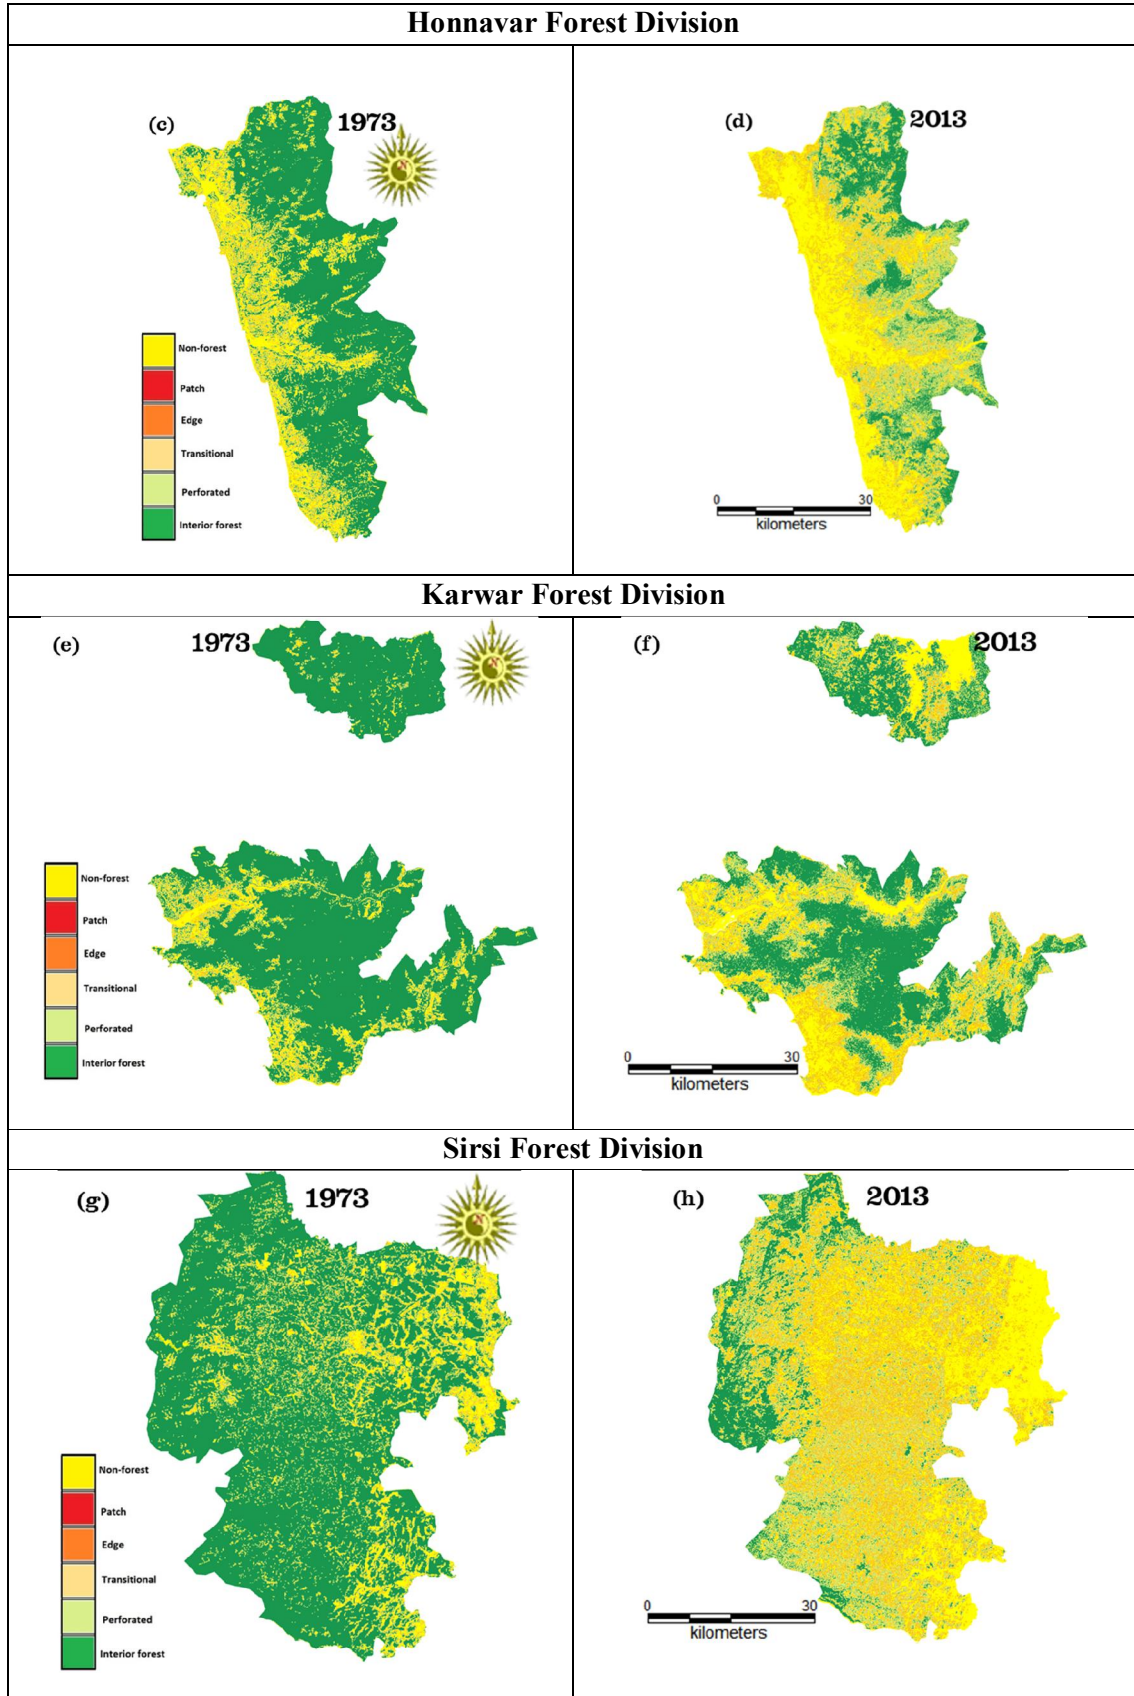 Honnavar Forest Division
(c)
1973
(d)
2013
Non-forest
Patch
Edge
Transitional
Perforated
Interior forest
0 30
kilometers
Karwar Forest Division
(e)
1973
(f)
2013
Non-forest
Patch
Edge
Transitional
Perforated
Interior forest
0 30
kilometers
Sirsi Forest Division
(g)
1973
(h)
2013
Non-forest
Patch
Edge
Transitional
Perforated
Interior forest
0 30
kilometers